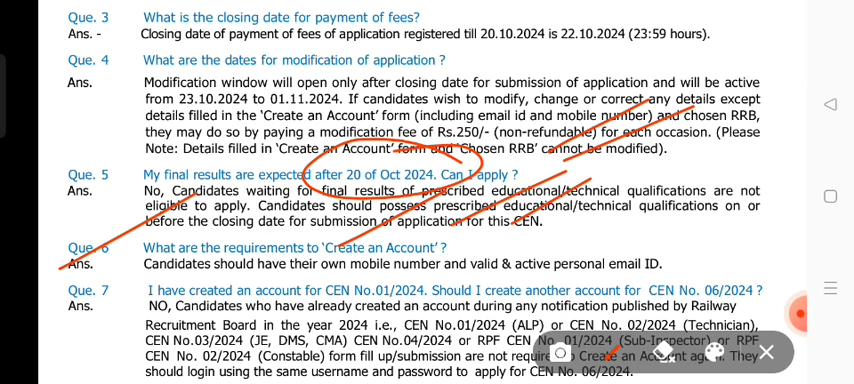 Que. 3 What is the closing date for payment of fees?
Ans. - Closing date of payment of fees of application registered till 20.10.2024 is 22.10.2024 (23:59 hours).
Que. 4 What are the dates for modification of application ?
Ans. Modification window will open only after closing date for submission of application and will be active
from 23.10.2024 to 01.11.2024. If candidates wish to modify, change or correct any details except
details filled in the 'Create an Account' form (including email id and mobile number) and chosen RRB,
they may do so by paying a modification fee of Rs.250/- (non-refundable) for each occasion. (Please
Note: Details filled in 'Create an Account' form and 'Chosen RRB' cannot be modified).
Que. 5 My final results are expected after 20 of Oct 2024. Can I apply ?
Ans. No, Candidates waiting for final results of prescribed educational/technical qualifications are not
eligible to apply. Candidates should possess prescribed educational/technical qualifications on or
before the closing date for submission of application for this CEN.
Que. 6 What are the requirements to 'Create an Account' ?
Ans. Candidates should have their own mobile number and valid & active personal email ID.
Que. 7 I have created an account for CEN No.01/2024. Should I create another account for CEN No. 06/2024 ?
Ans. NO, Candidates who have already created an account during any notification published by Railway
Recruitment Board in the year 2024 i.e., CEN No.01/2024 (ALP) or CEN No. 02/2024 (Technician),
CEN No.03/2024 (JE, DMS, CMA) CEN No.04/2024 or RPF CEN No. 01/2024 (Sub-Inspector) or RPF
CEN No. 02/2024 (Constable) form fill up/submission are not required to Create an Account again. They
should login using the same username and password to apply for CEN No. 06/2024.